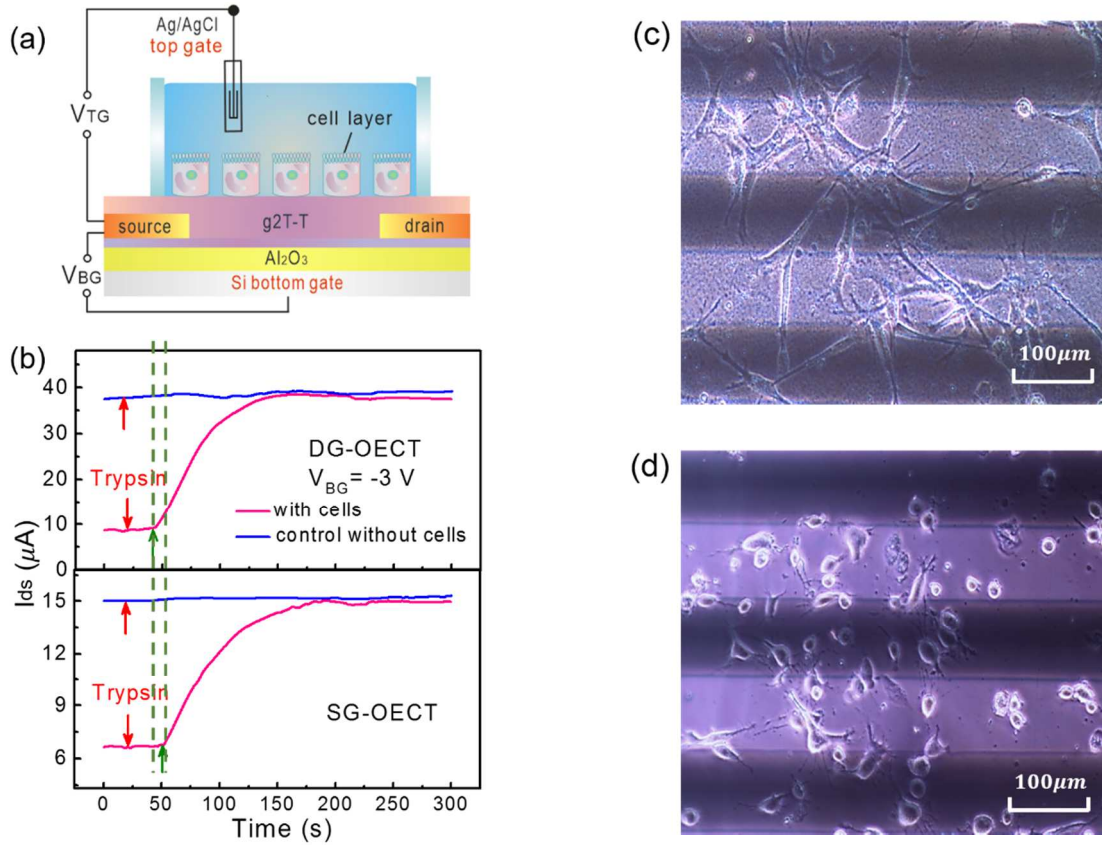 (a)
Ag/AgCl
top gate
VTG
cell layer
g2T-T
source
drain
Al₂O₃
VBG
Si bottom gate
(b)
40
30
20
10
0
Trypsin
DG-OECT
VBG = -3 V
with cells
control without cells
Ids (μA)
15
12
9
6
Trypsin
SG-OECT
0 50 100 150 200 250 300
Time (s)
(c)
100μm
(d)
100μm